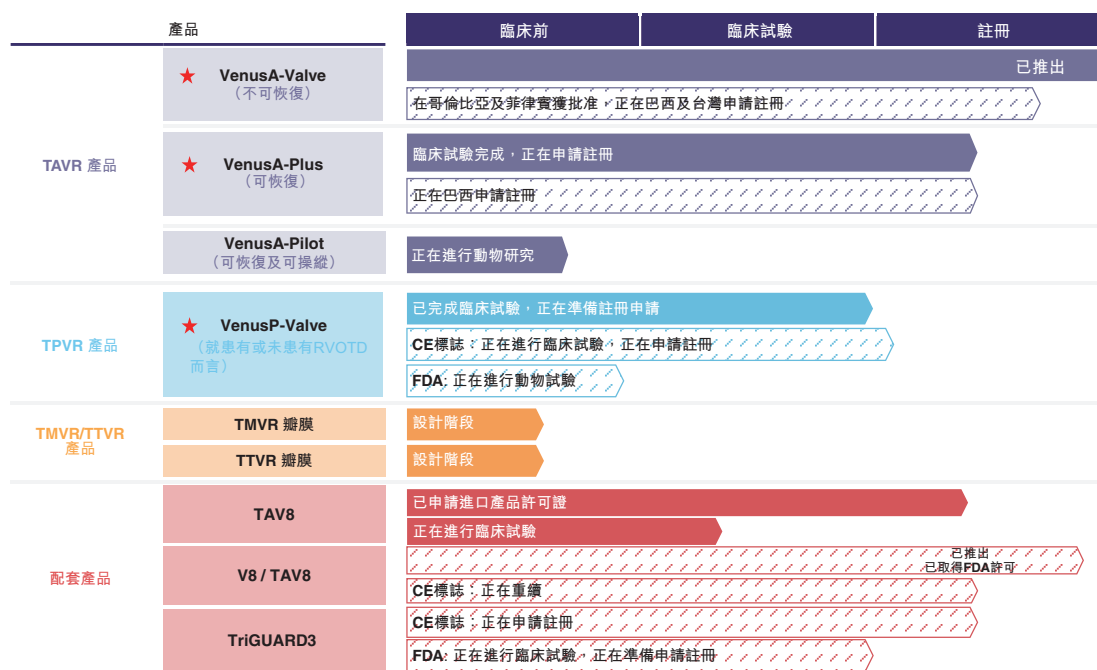 產品
臨床前
臨床試驗
註冊
TAVR 產品
VenusA-Valve
（不可恢復）
已推出
在哥倫比亞及菲律賓獲批准，正在巴西及台灣申請註冊
VenusA-Plus
（可恢復）
臨床試驗完成，正在申請註冊
正在巴西申請註冊
VenusA-Pilot
（可恢復及可操縱）
正在進行動物研究
TPVR 產品
VenusP-Valve
（就患有或未患有RVOTD
而言）
已完成臨床試驗，正在準備註冊申請
CE標誌：正在進行臨床試驗，正在申請註冊
FDA: 正在進行動物試驗
TMVR/TTVR
產品
TMVR 瓣膜
設計階段
TTVR 瓣膜
設計階段
配套產品
TAV8
已申請進口產品許可證
正在進行臨床試驗
V8 / TAV8
已推出
已取得FDA許可
CE標誌：正在重續
TriGUARD3
CE標誌：正在申請註冊
FDA: 正在進行臨床試驗，正在準備申請註冊